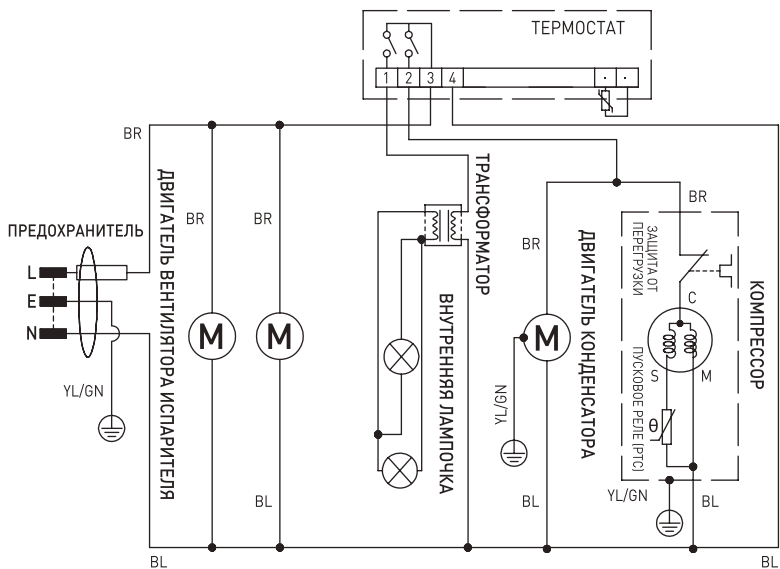 ТЕРМОСТАТ
1 2 3 4
BR
ПРЕДОХРАНИТЕЛЬ
L
E
N
YL/GN
ДВИГАТЕЛЬ ВЕНТИЛЯТОРА ИСПАРИТЕЛЯ
BR
M
BR
M
BL
ТРАНСФОРМАТОР
ВНУТРЕННЯЯ ЛАМПОЧКА
BR
M
YL/GN
BL
ДВИГАТЕЛЬ КОНДЕНСАТОРА
BR
ЗАЩИТА ОТ
ПЕРЕГРУЗКИ
C
S
M
ПУСКОВОЕ РЕЛЕ (PTC)
θ
КОМПРЕССОР
YL/GN
BL
BL
BL